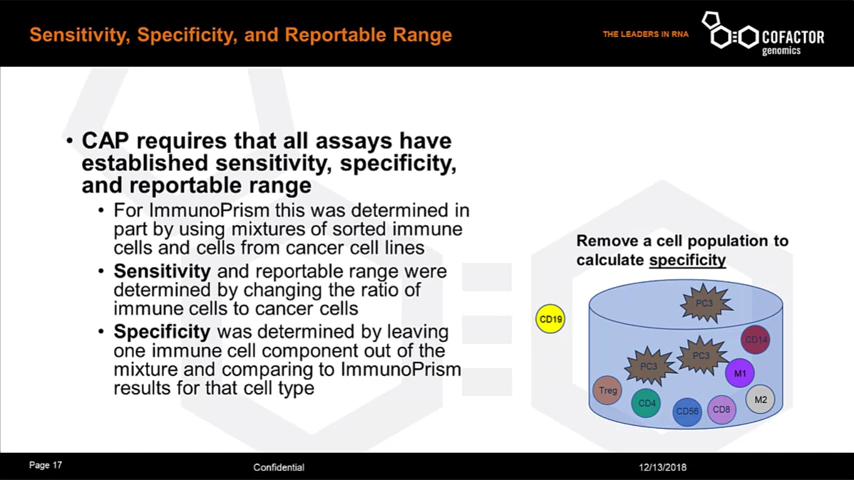 Sensitivity, Specificity, and Reportable Range
THE LEADERS IN RNA
COFACTOR
genomics
• CAP requires that all assays have
established sensitivity, specificity,
and reportable range
• For ImmunoPrism this was determined in
part by using mixtures of sorted immune
cells and cells from cancer cell lines
• Sensitivity and reportable range were
determined by changing the ratio of
immune cells to cancer cells
• Specificity was determined by leaving
one immune cell component out of the
mixture and comparing to ImmunoPrism
results for that cell type
Remove a cell population to
calculate specificity
PC3
CD19
CD14
PC3
PC3
M1
Treg
CD4
CD56
CD8
M2
Page 17
Confidential
12/13/2018